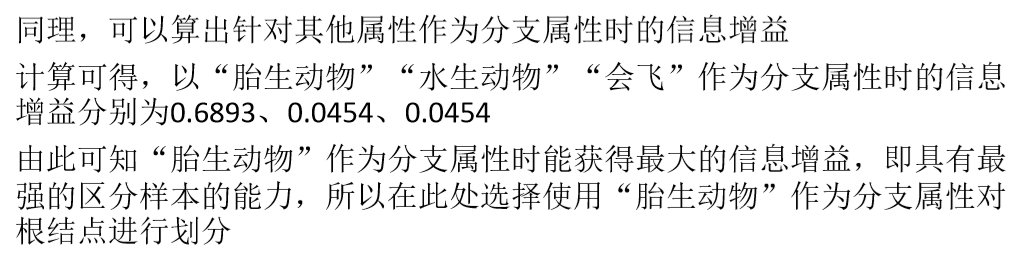 同理，可以算出针对其他属性作为分支属性时的信息增益
计算可得，以“胎生动物”“水生动物”“会飞”作为分支属性时的信息
增益分别为0.6893、0.0454、0.0454
由此可知“胎生动物”作为分支属性时能获得最大的信息增益，即具有最
强的区分样本的能力，所以在此处选择使用“胎生动物”作为分支属性对
根结点进行划分